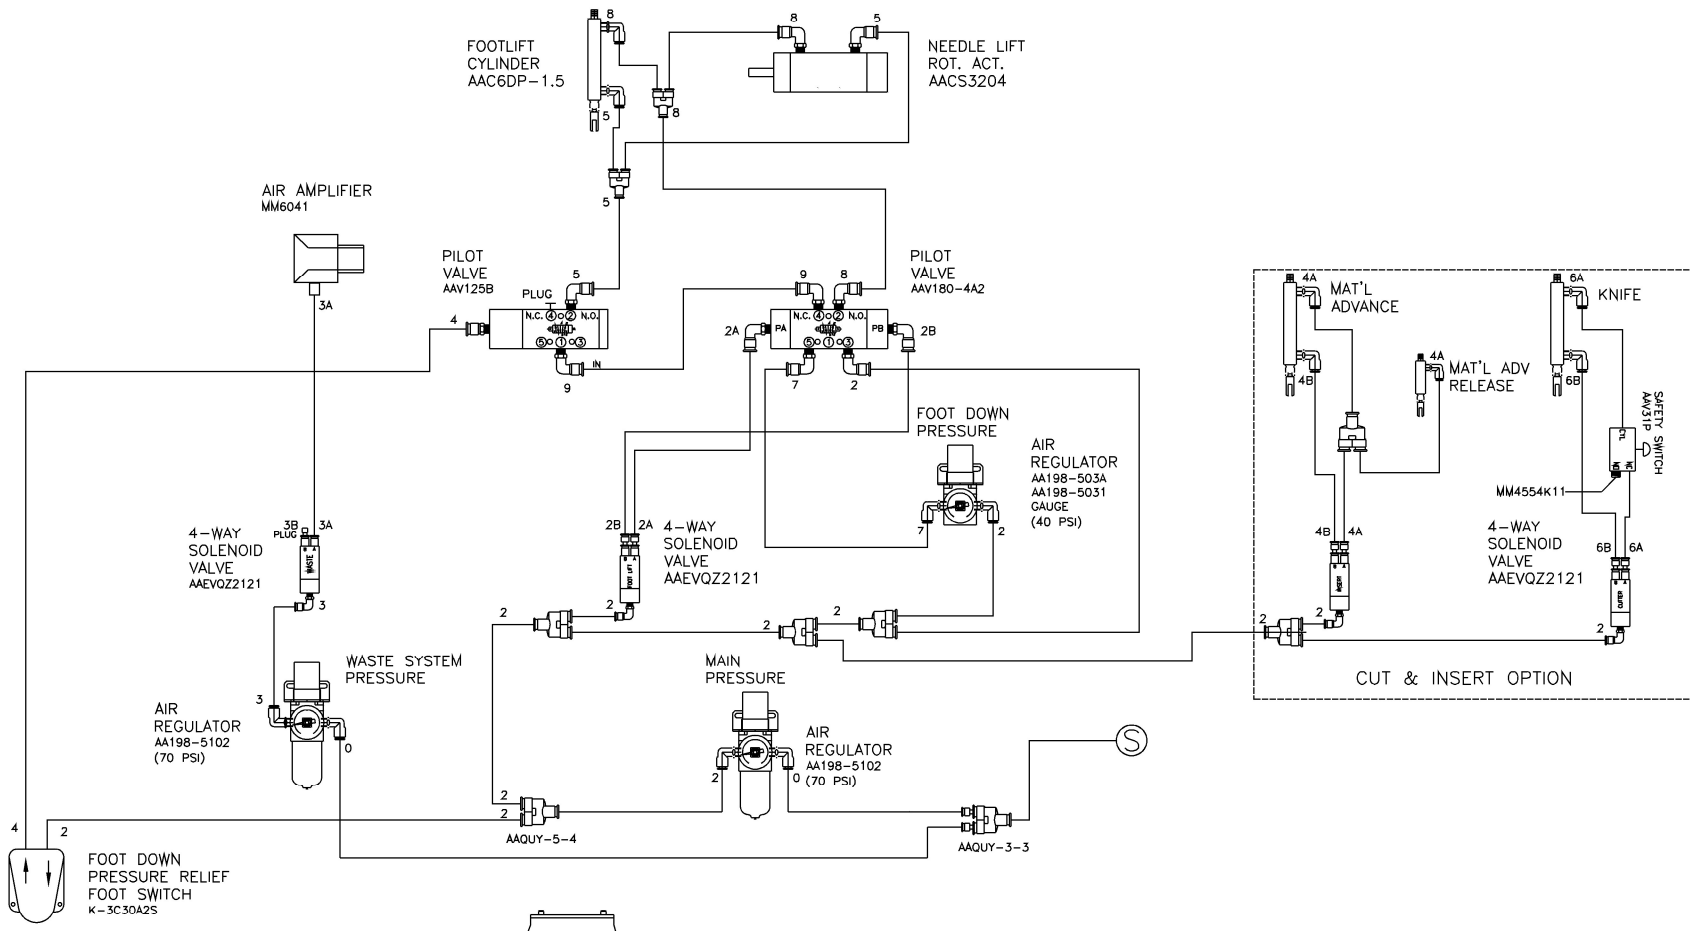 8
FOOTLIFT
CYLINDER
AAC6DP-1.5
5
8
8
5
NEEDLE LIFT
ROT. ACT.
AACS3204
5
AIR AMPLIFIER
MM6041
3A
PILOT
VALVE
AAV125B
PLUG
5
4
N.C. 4 2 N.O.
5 1 3
9
IN
9
8
PILOT
VALVE
AAV180-4A2
2A
PA
N.C. 4 2 N.O.
5 1 3
PB
2B
7
2
FOOT DOWN
PRESSURE
AIR
REGULATOR
AA198-503A
AA198-5031
GAUGE
(40 PSI)
7
2
4A
MAT'L
ADVANCE
4B
4A
MAT'L ADV
RELEASE
6A
KNIFE
6B
SAFETY SWITCH
AAV31P
CYL
NO NC
MM4554K11
4-WAY
SOLENOID
VALVE
AAEVQZ2121
3B
PLUG
3A
B A
WASTE
3
2B 2A
B A
FOOT LIFT
4-WAY
SOLENOID
VALVE
AAEVQZ2121
2
2
2
2
4B 4A
B A
INSERT
2
2
4-WAY
SOLENOID
VALVE
AAEVQZ2121
6B 6A
B A
CUTTER
2
CUT & INSERT OPTION
WASTE SYSTEM
PRESSURE
3
AIR
REGULATOR
AA198-5102
(70 PSI)
0
MAIN
PRESSURE
AIR
REGULATOR
AA198-5102
(70 PSI)
2
0
S
2
2
AAQUY-5-4
AAQUY-3-3
4
2
FOOT DOWN
PRESSURE RELIEF
FOOT SWITCH
K-3C30A2S